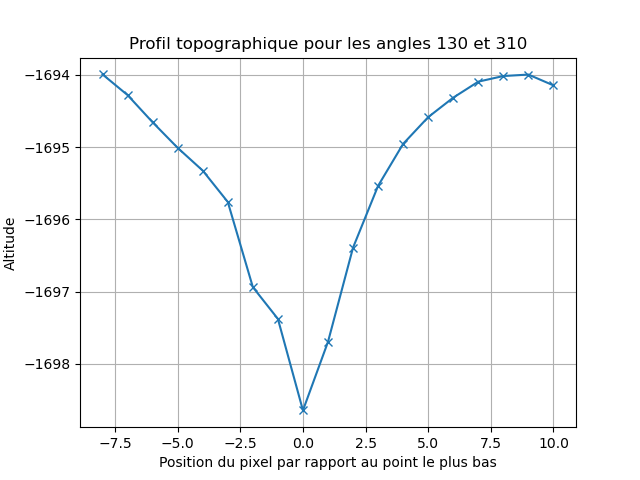 Profil topographique pour les angles 130 et 310
Altitude
−1694
−1695
−1696
−1697
−1698
−7.5 −5.0 −2.5 0.0 2.5 5.0 7.5 10.0
Position du pixel par rapport au point le plus bas